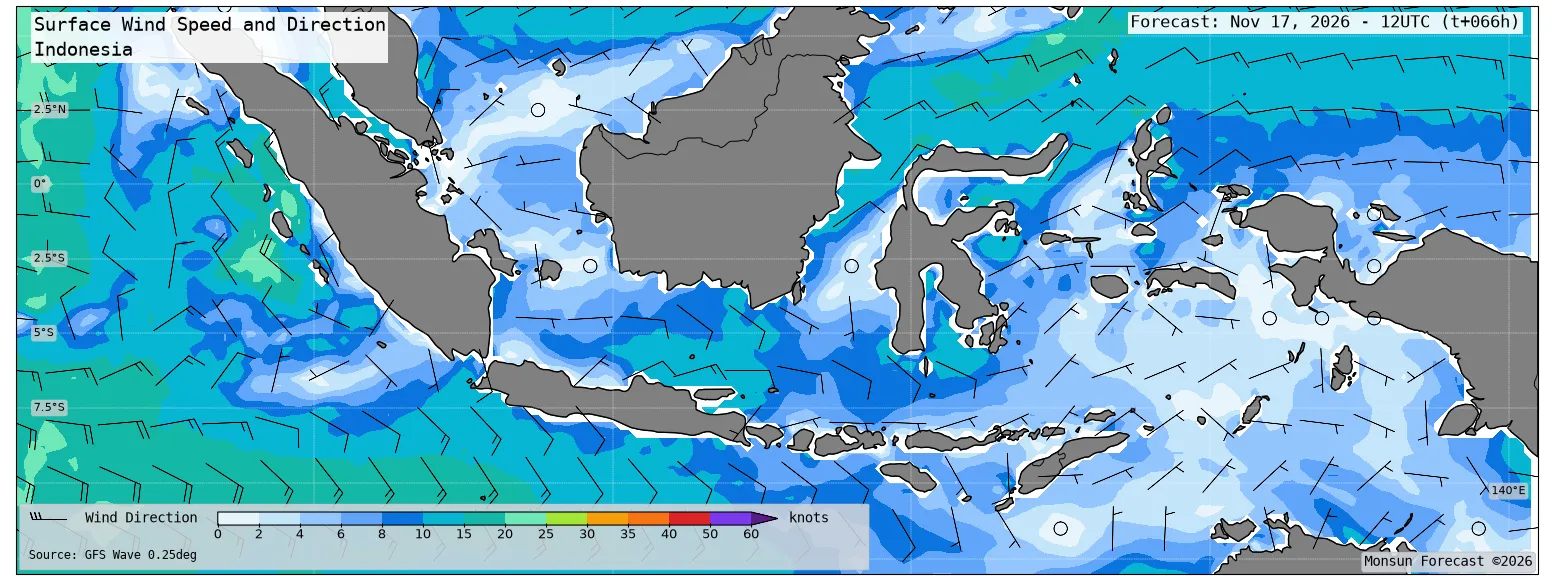 Surface Wind Speed and Direction
Indonesia
Forecast: Nov 17, 2026 - 12UTC (t+066h)
2.5°N
0°
2.5°S
5°S
7.5°S
140°E
Wind Direction
knots
0 2 4 6 8 10 15 20 25 30 35 40 50 60
Source: GFS Wave 0.25deg
Monsun Forecast ©2026